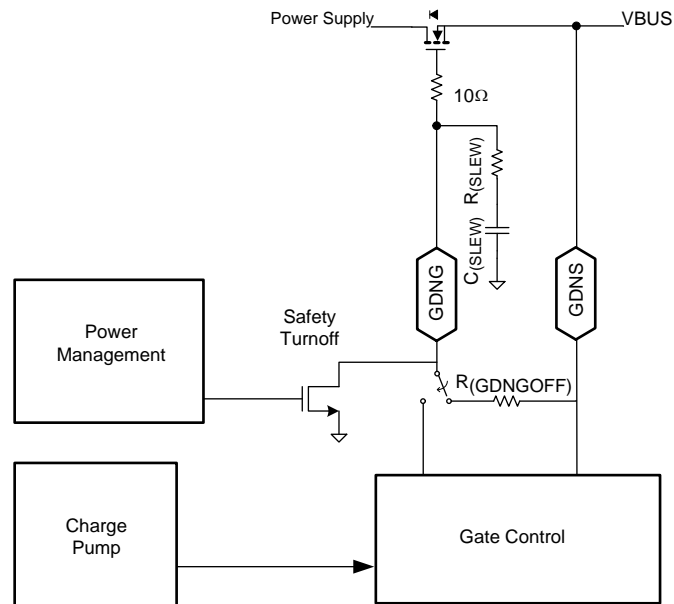 Power Supply
VBUS
10Ω
R(SLEW)
C(SLEW)
GDNG
GDNS
Power
Management
Safety
Turnoff
R(GDNGOFF)
Charge
Pump
Gate Control